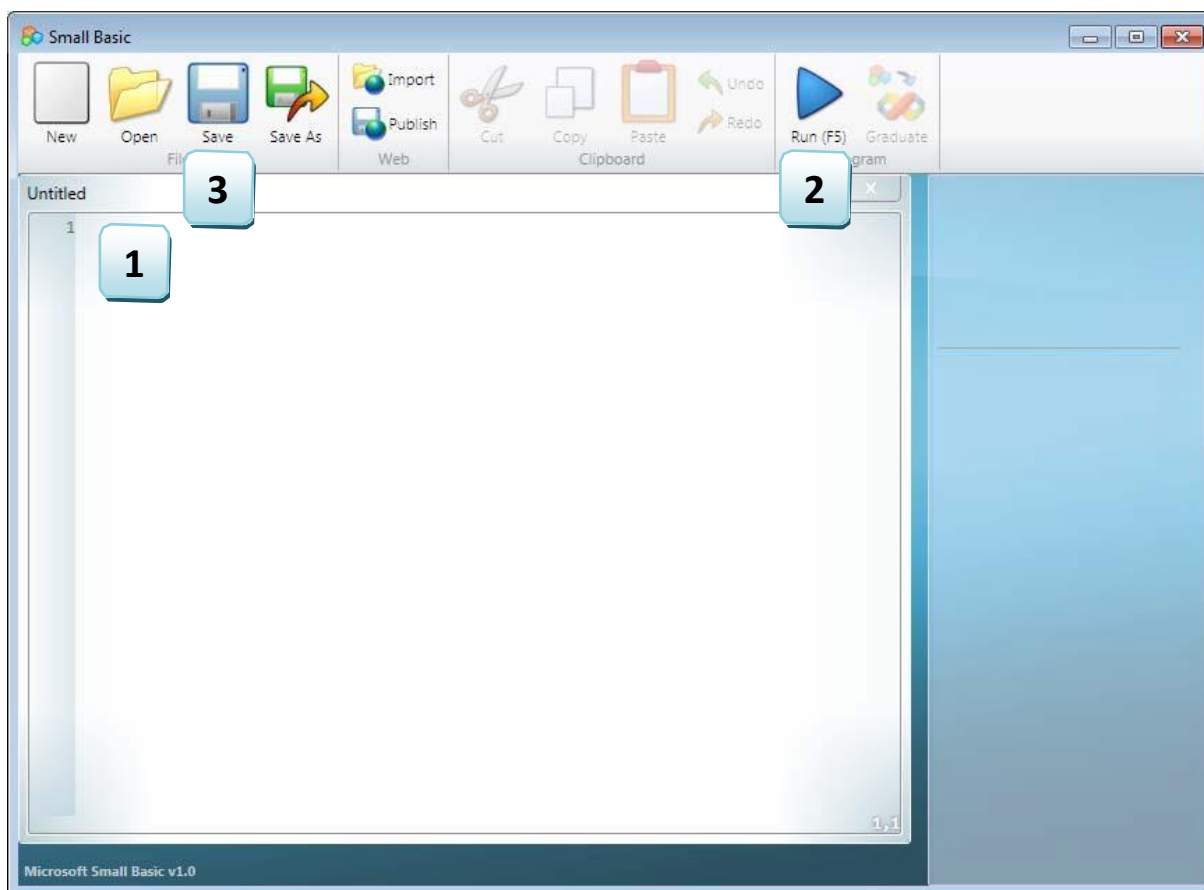 Small Basic
New Open Save Save As Import Publish Cut Copy Paste Undo Redo Run (F5) Graduate
Web Clipboard
Untitled
3
2
X
1
1
1,1
Microsoft Small Basic v1.0